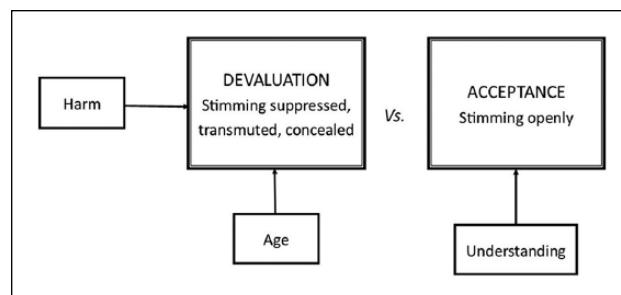 Harm
DEVALUATION
Stimming suppressed,
transmuted, concealed
Vs.
ACCEPTANCE
Stimming openly
Age
Understanding